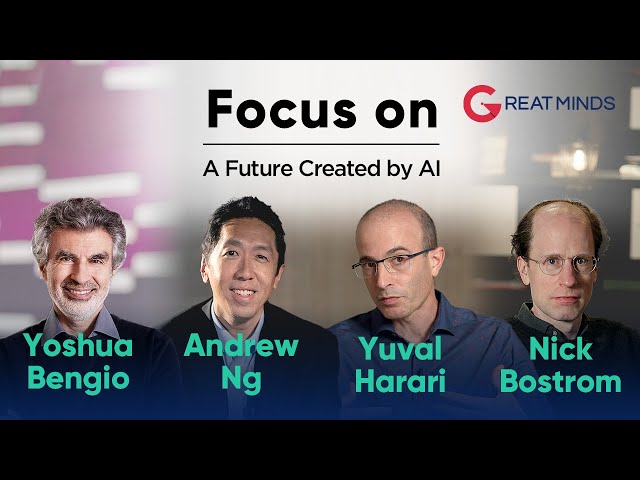 Focus on
GREAT MINDS
A Future Created by AI
Yoshua
Bengio
Andrew
Ng
Yuval
Harari
Nick
Bostrom